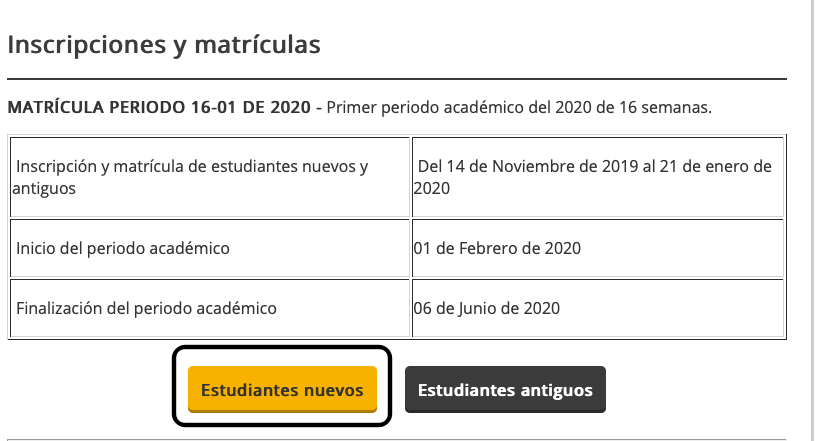 Inscripciones y matrículas
MATRÍCULA PERIODO 16-01 DE 2020 - Primer periodo académico del 2020 de 16 semanas.
Inscripción y matrícula de estudiantes nuevos y
antiguos
Del 14 de Noviembre de 2019 al 21 de enero de
2020
Inicio del periodo académico
01 de Febrero de 2020
Finalización del periodo académico
06 de Junio de 2020
Estudiantes nuevos
Estudiantes antiguos